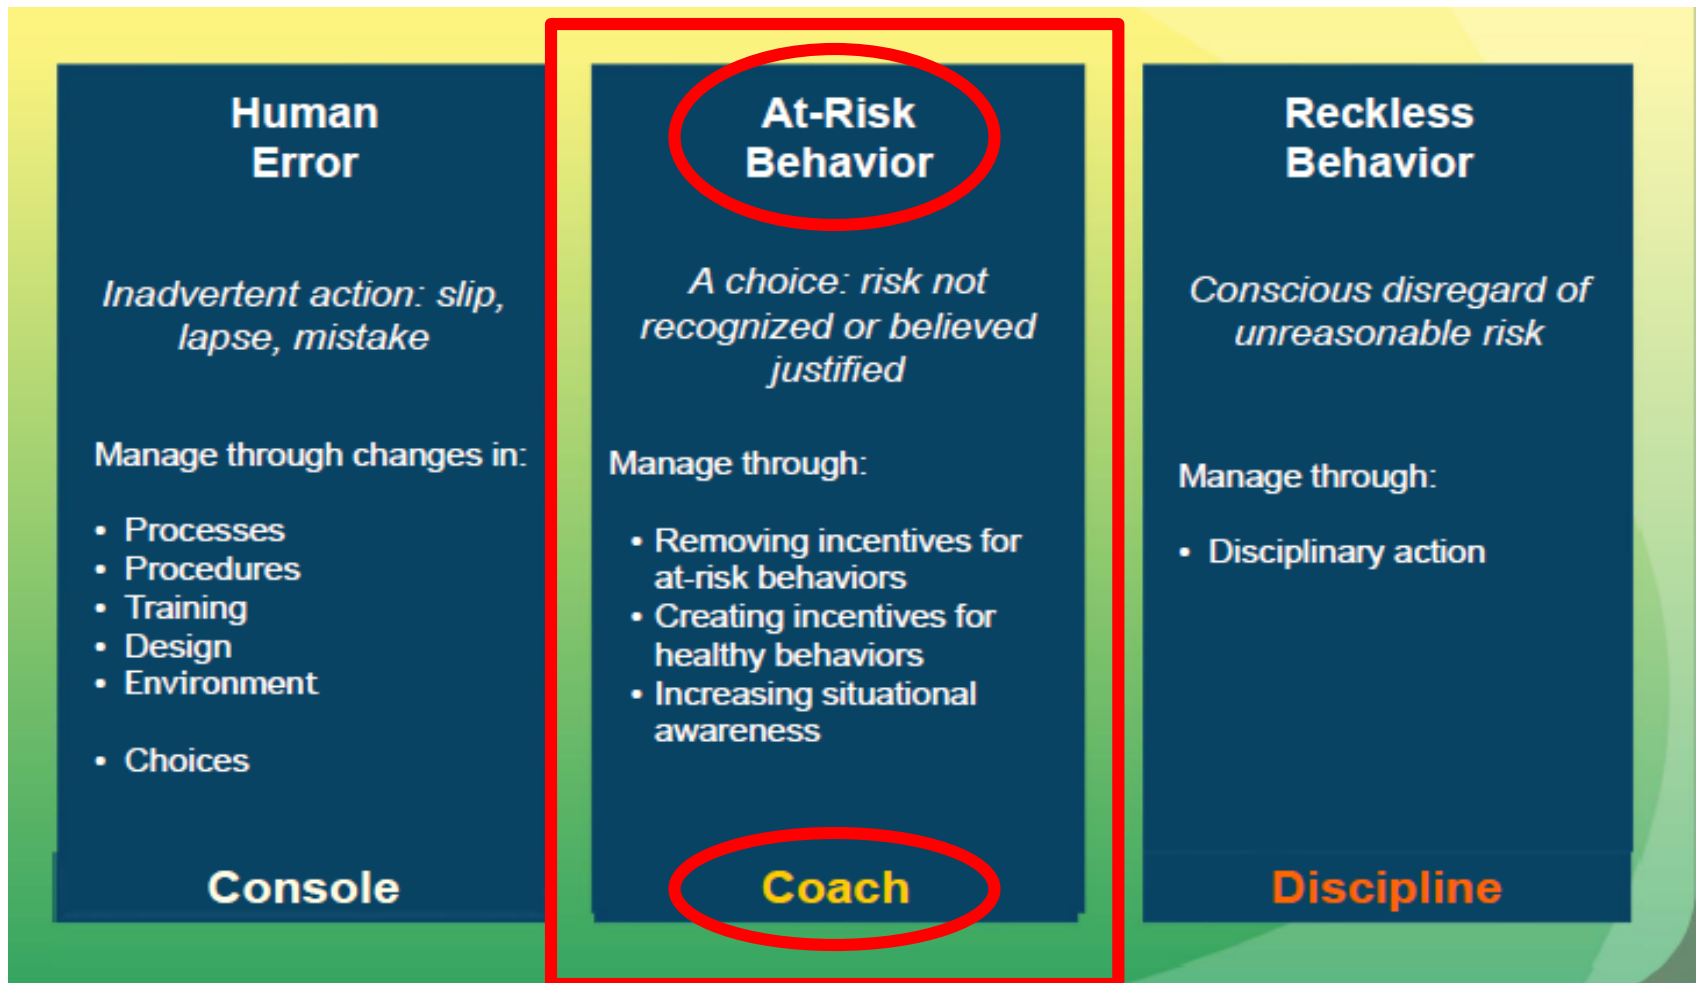 Human
Error
Inadvertent action: slip,
lapse, mistake
Manage through changes in:
• Processes
• Procedures
• Training
• Design
• Environment
• Choices
Console
At-Risk
Behavior
A choice: risk not
recognized or believed
justified
Manage through:
• Removing incentives for
at-risk behaviors
• Creating incentives for
healthy behaviors
• Increasing situational
awareness
Coach
Reckless
Behavior
Conscious disregard of
unreasonable risk
Manage through:
• Disciplinary action
Discipline